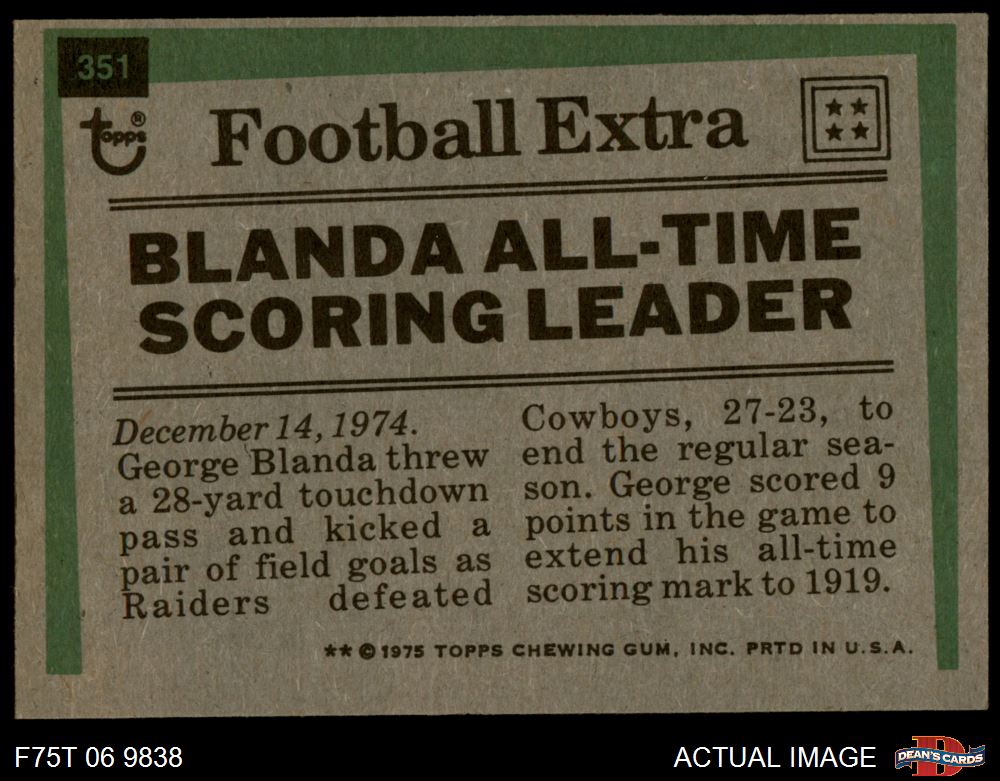 351
topps®
Football Extra
BLANDA ALL-TIME
SCORING LEADER
December 14, 1974.
George Blanda threw
a 28-yard touchdown
pass and kicked a
pair of field goals as
Raiders defeated
Cowboys, 27-23, to
end the regular sea-
son. George scored 9
points in the game to
extend his all-time
scoring mark to 1919.
** © 1975 TOPPS CHEWING GUM, INC. PRTD IN U.S.A.
F75T 06 9838
ACTUAL IMAGE
D
DEAN'S CARDS